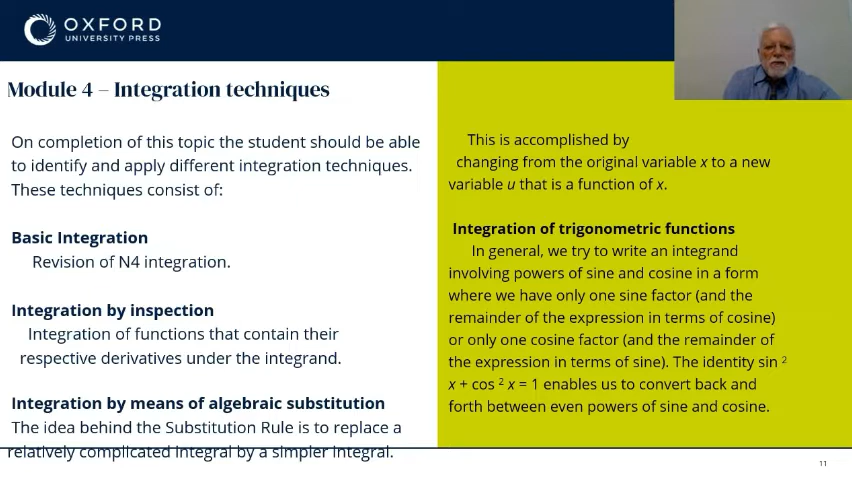 OXFORD
UNIVERSITY PRESS
Module 4 – Integration techniques
On completion of this topic the student should be able
to identify and apply different integration techniques.
These techniques consist of:
Basic Integration
Revision of N4 integration.
Integration by inspection
Integration of functions that contain their
respective derivatives under the integrand.
Integration by means of algebraic substitution
The idea behind the Substitution Rule is to replace a
relatively complicated integral by a simpler integral.
This is accomplished by
changing from the original variable x to a new
variable u that is a function of x.
Integration of trigonometric functions
In general, we try to write an integrand
involving powers of sine and cosine in a form
where we have only one sine factor (and the
remainder of the expression in terms of cosine)
or only one cosine factor (and the remainder of
the expression in terms of sine). The identity sin ²
x + cos ² x = 1 enables us to convert back and
forth between even powers of sine and cosine.
11